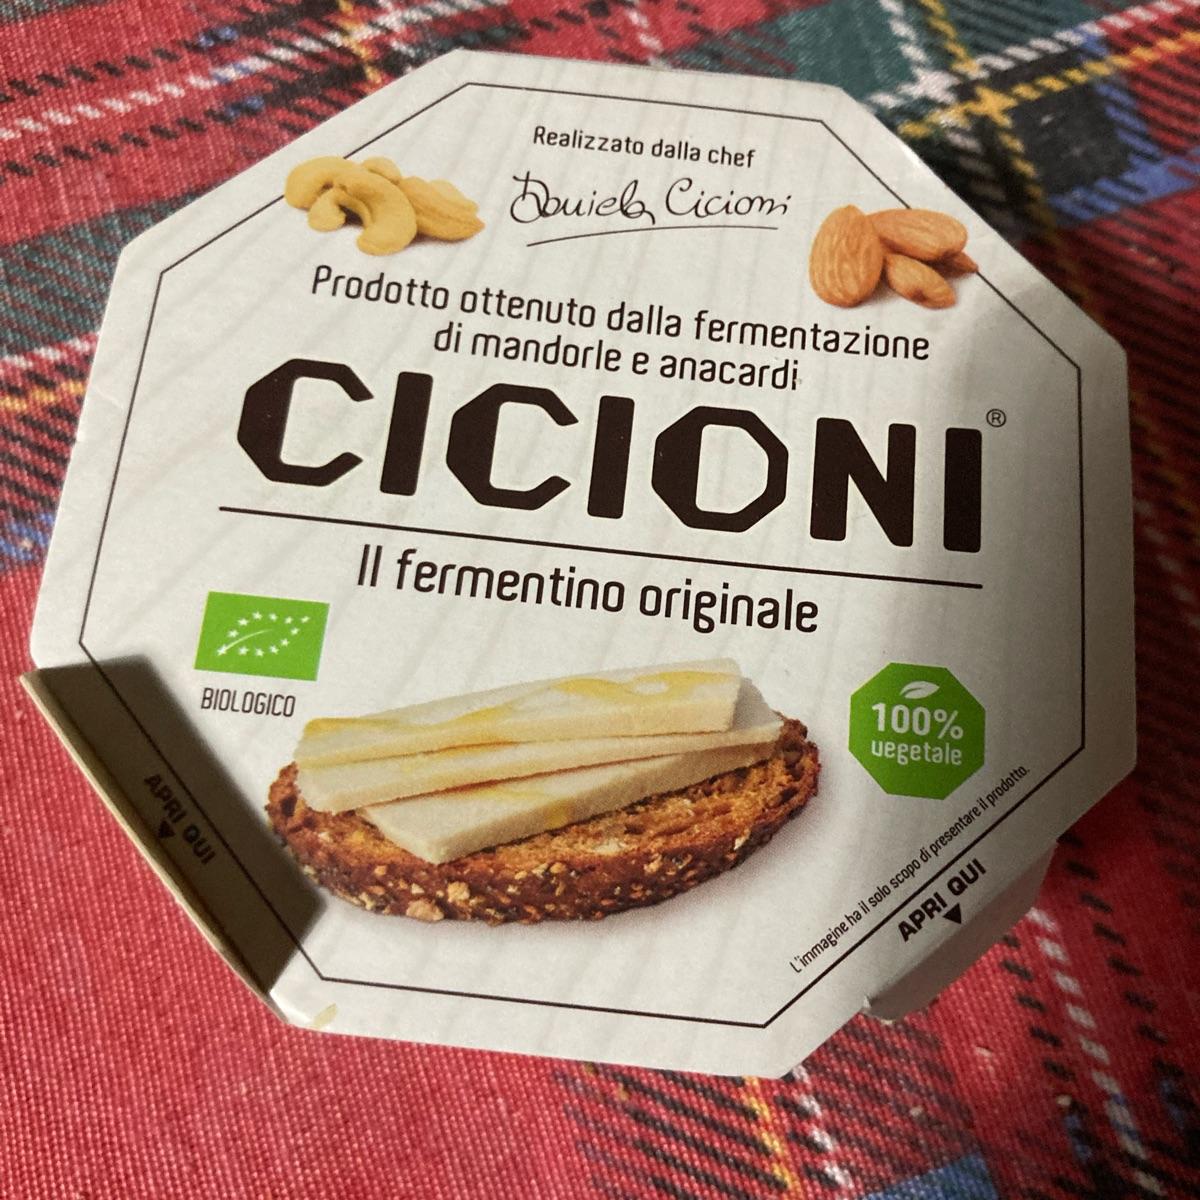 Realizzato dalla chef
Daniela Cicioni
Prodotto ottenuto dalla fermentazione
di mandorle e anacardi
CICIONI®
Il fermentino originale
BIOLOGICO
100%
vegetale
L'immagine ha il solo scopo di presentare il prodotto.
APRI QUI
APRI QUI